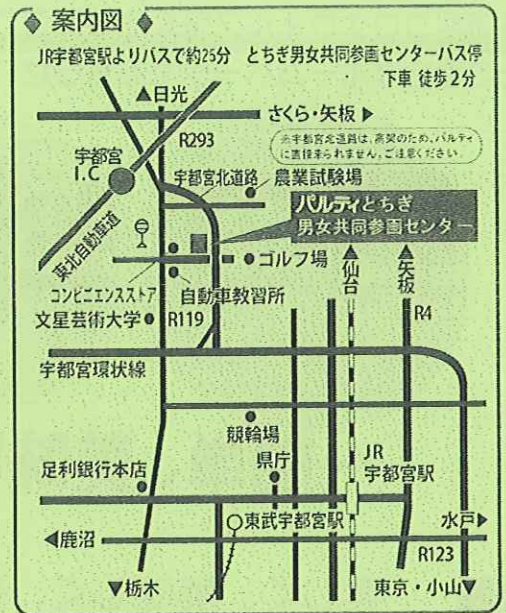 案内図
JR宇都宮駅よりバスで約25分 とちぎ男女共同参画センターバス停
下車 徒歩2分
▲日光
さくら・矢板▶
R293
※宇都宮北道路は、高架のため、パルティ
に直接来られません。ご注意ください
宇都宮
I.C
宇都宮北道路
農業試験場
パルティとちぎ
男女共同参画センター
東北自動車道
ゴルフ場
▲仙台
▲矢板
コンビニエンスストア
自動車教習所
文星芸術大学
R119
R4
宇都宮環状線
競輪場
県庁
JR
宇都宮駅
足利銀行本店
東武宇都宮駅
水戸▶
◀鹿沼
R123
▼栃木
東京・小山▼